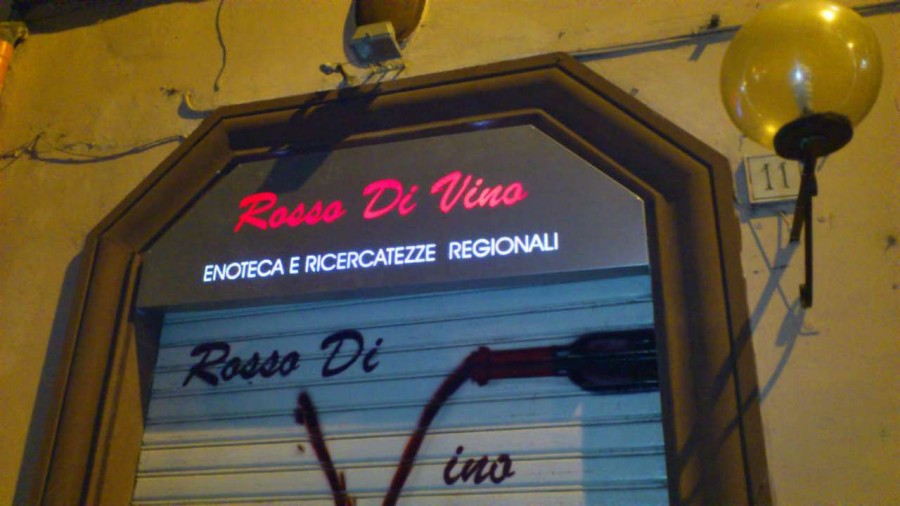 Rosso Di Vino
ENOTECA E RICERCATEZZE REGIONALI
11
Rosso Di
Vino